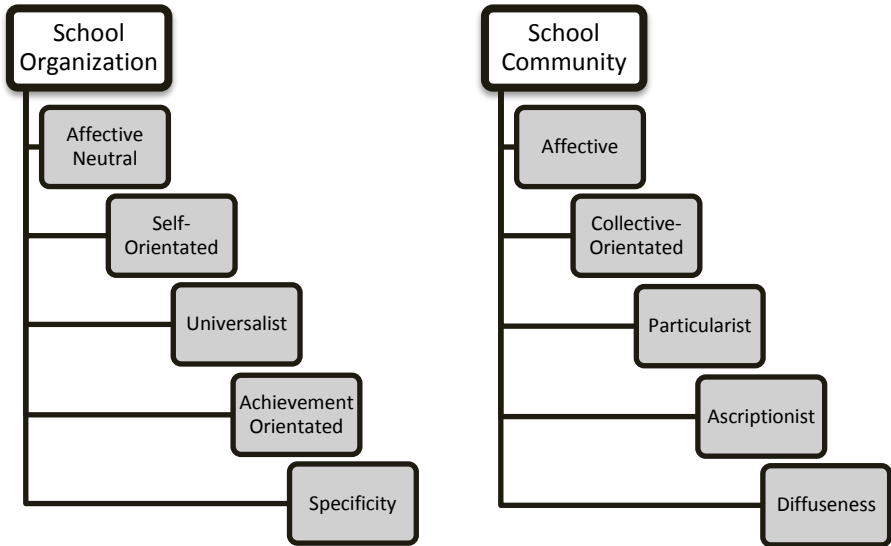 School
Organization
Affective
Neutral
Self-
Orientated
Universalist
Achievement
Orientated
Specificity
School
Community
Affective
Collective-
Orientated
Particularist
Ascriptionist
Diffuseness